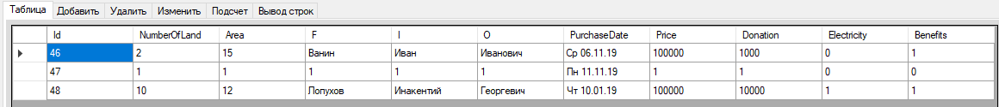 Таблица Добавить Удалить Изменить Подсчет Вывод строк
Id NumberOfLand Area F I O PurchaseDate Price Donation Electricity Benefits
46 2 15 Ванин Иван Иванович Ср 06.11.19 100000 1000 0 1
47 1 1 1 1 1 Пн 11.11.19 1 1 0 0
48 10 12 Лопухов Инакентий Георгевич Чт 10.01.19 100000 10000 1 1